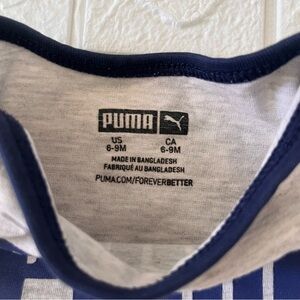 PUMA
US CA
6-9M 6-9M
MADE IN BANGLADESH
FABRIQUÉ AU BANGLADESH
PUMA.COM/FOREVERBETTER